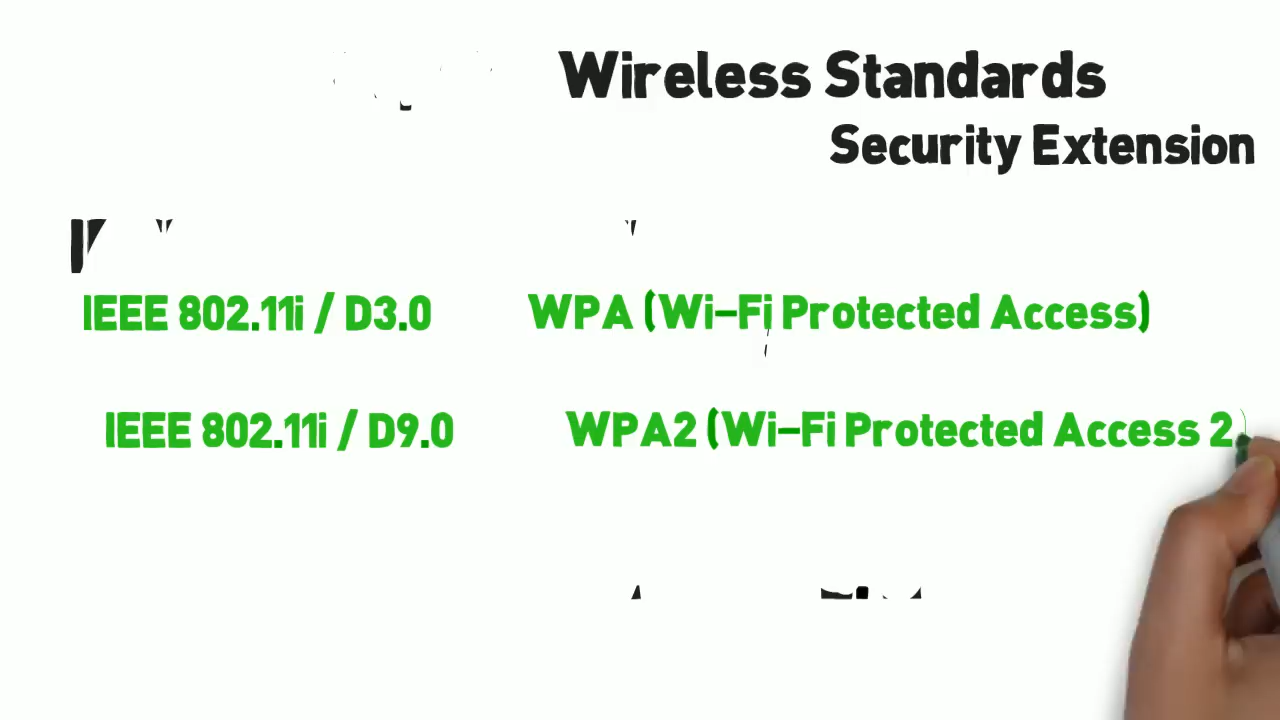 Wireless Standards
Security Extension
IEEE 802.11i / D3.0 WPA (Wi-Fi Protected Access)
IEEE 802.11i / D9.0 WPA2 (Wi-Fi Protected Access 2)